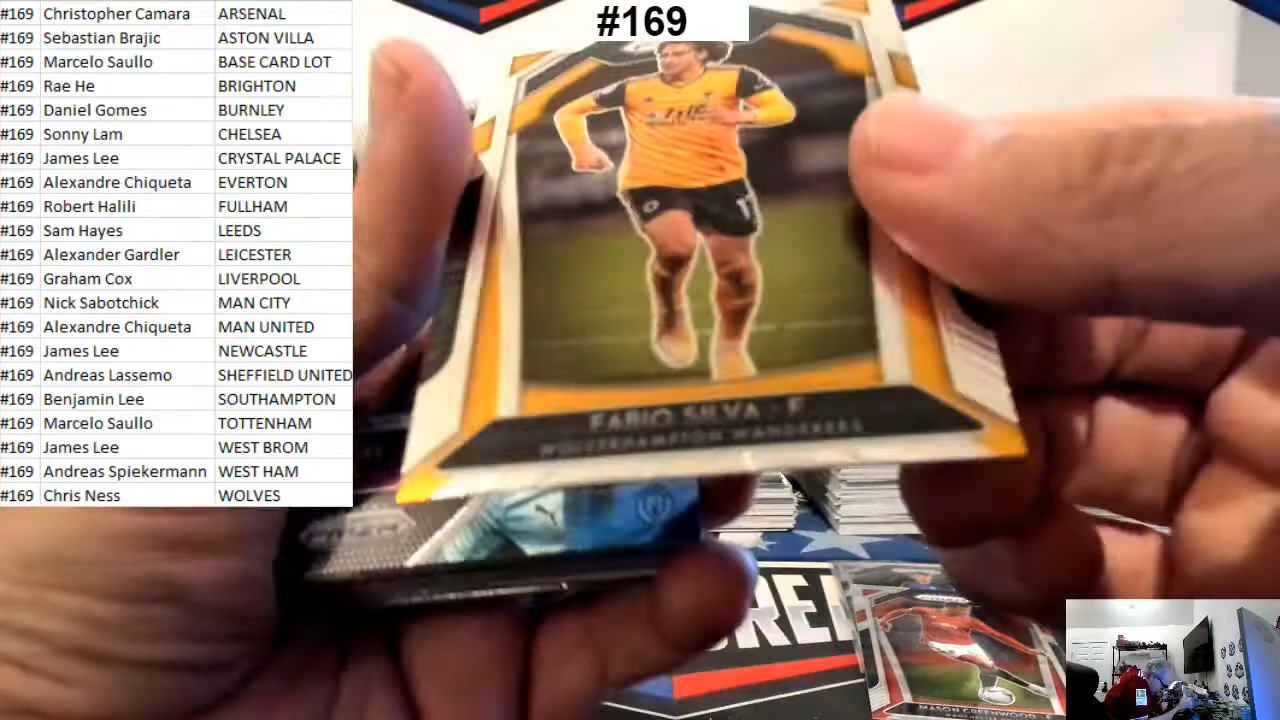 #169
#169 Christopher Camara ARSENAL
#169 Sebastian Brajic ASTON VILLA
#169 Marcelo Saullo BASE CARD LOT
#169 Rae He BRIGHTON
#169 Daniel Gomes BURNLEY
#169 Sonny Lam CHELSEA
#169 James Lee CRYSTAL PALACE
#169 Alexandre Chiqueta EVERTON
#169 Robert Halili FULLHAM
#169 Sam Hayes LEEDS
#169 Alexander Gardler LEICESTER
#169 Graham Cox LIVERPOOL
#169 Nick Sabotchick MAN CITY
#169 Alexandre Chiqueta MAN UNITED
#169 James Lee NEWCASTLE
#169 Andreas Lassemo SHEFFIELD UNITED
#169 Benjamin Lee SOUTHAMPTON
#169 Marcelo Saullo TOTTENHAM
#169 James Lee WEST BROM
#169 Andreas Spiekermann WEST HAM
#169 Chris Ness WOLVES
FABIO SILVA - F
WOLVERHAMPTON WANDERERS
MASON GREENWOOD - F